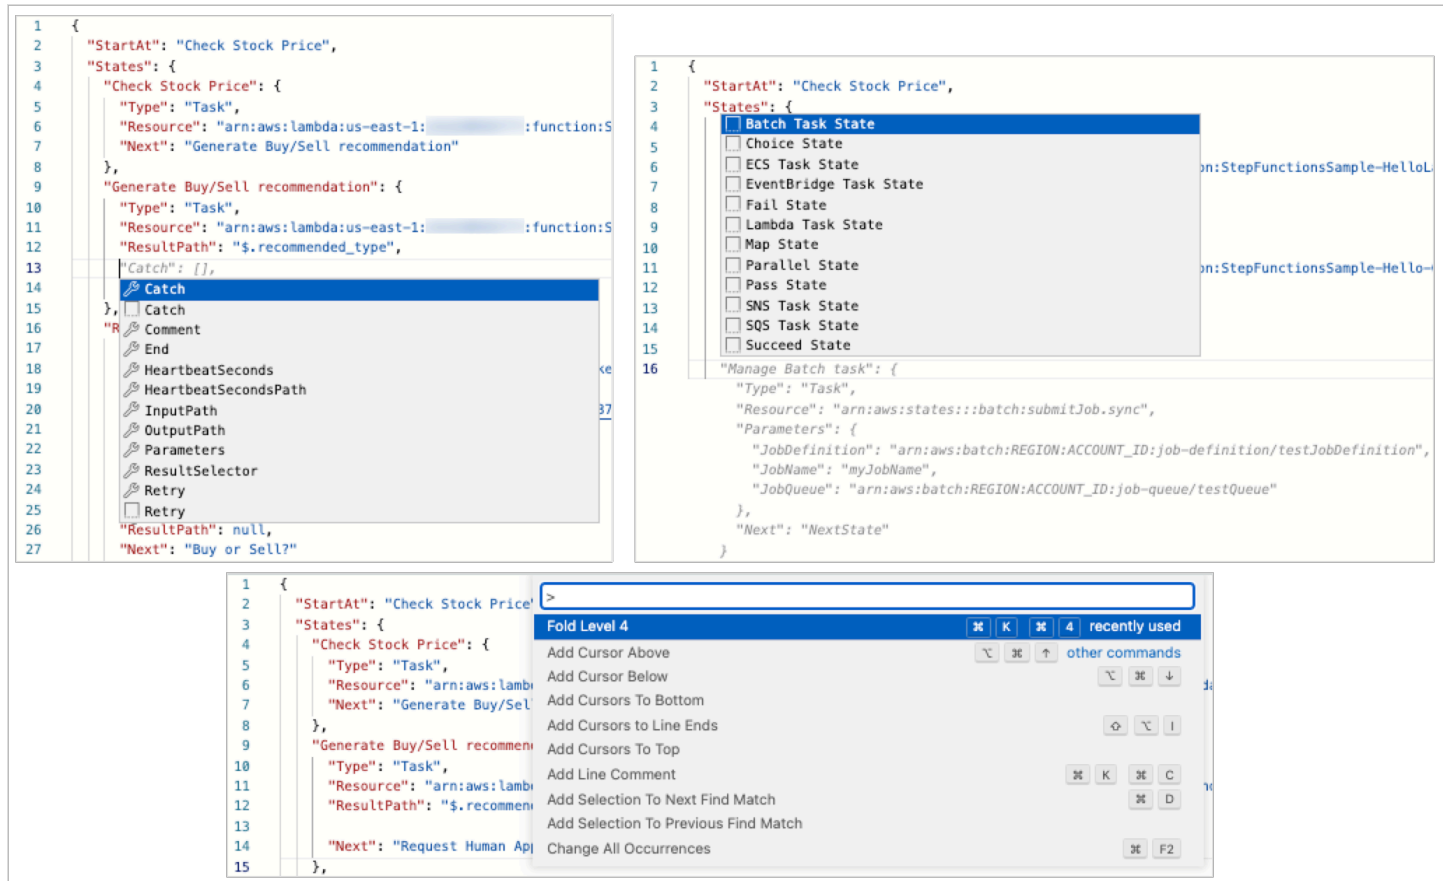 1 {
2 "StartAt": "Check Stock Price",
3 "States": {
4 "Check Stock Price": {
5 "Type": "Task",
6 "Resource": "arn:aws:lambda:us-east-1: :function:S
7 "Next": "Generate Buy/Sell recommendation"
8 },
9 "Generate Buy/Sell recommendation": {
10 "Type": "Task",
11 "Resource": "arn:aws:lambda:us-east-1: :function:S
12 "ResultPath": "$.recommended_type",
13 "Catch": [],
14 Catch
15 }, Catch
16 "R Comment
17 End
18 HeartbeatSeconds ke
19 HeartbeatSecondsPath
20 InputPath 37
21 OutputPath
22 Parameters
23 ResultSelector
24 Retry
25 Retry
26 "ResultPath": null,
27 "Next": "Buy or Sell?"
1 {
2 "StartAt": "Check Stock Price",
3 "States": {
4 Batch Task State
5 Choice State
6 ECS Task State on:StepFunctionsSample-HelloL
7 EventBridge Task State
8 Fail State
9 Lambda Task State
10 Map State
11 Parallel State on:StepFunctionsSample-Hello-
12 Pass State
13 SNS Task State
14 SQS Task State
15 Succeed State
16 "Manage Batch task": {
"Type": "Task",
"Resource": "arn:aws:states:::batch:submitJob.sync",
"Parameters": {
"JobDefinition": "arn:aws:batch:REGION:ACCOUNT_ID:job-definition/testJobDefinition",
"JobName": "myJobName",
"JobQueue": "arn:aws:batch:REGION:ACCOUNT_ID:job-queue/testQueue"
},
"Next": "NextState"
}
1 {
2 "StartAt": "Check Stock Price"
3 "States": {
4 "Check Stock Price": {
5 "Type": "Task",
6 "Resource": "arn:aws:lamb
7 "Next": "Generate Buy/Sel
8 },
9 "Generate Buy/Sell recommen
10 "Type": "Task",
11 "Resource": "arn:aws:lamb
12 "ResultPath": "$.recommen
13
14 "Next": "Request Human Ap
15 },
>
Fold Level 4 ⌘ K ⌘ 4 recently used
Add Cursor Above ⌥ ⌘ ↑ other commands
Add Cursor Below ⌥ ⌘ ↓
Add Cursors To Bottom
Add Cursors to Line Ends ⇧ ⌥ I
Add Cursors To Top
Add Line Comment ⌘ K ⌘ C
Add Selection To Next Find Match ⌘ D
Add Selection To Previous Find Match
Change All Occurrences ⌘ F2